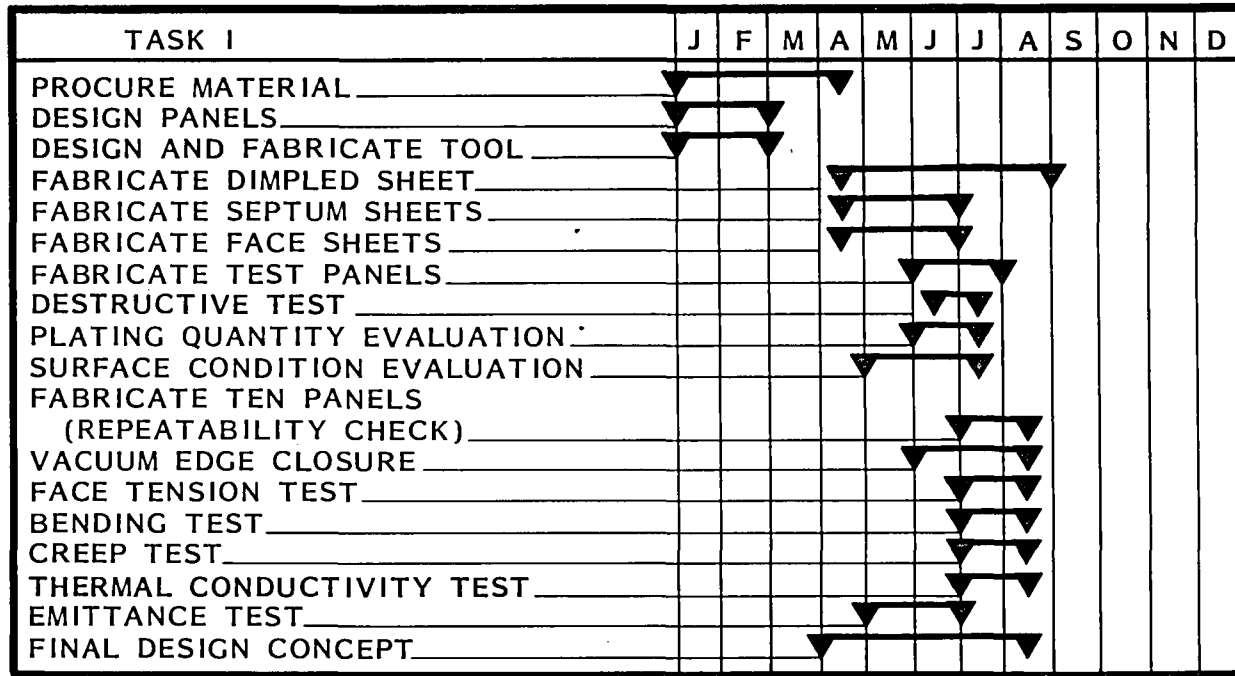 TASK I J F M A M J J A S O N D
PROCURE MATERIAL
DESIGN PANELS
DESIGN AND FABRICATE TOOL
FABRICATE DIMPLED SHEET
FABRICATE SEPTUM SHEETS
FABRICATE FACE SHEETS
FABRICATE TEST PANELS
DESTRUCTIVE TEST
PLATING QUANTITY EVALUATION
SURFACE CONDITION EVALUATION
FABRICATE TEN PANELS
(REPEATABILITY CHECK)
VACUUM EDGE CLOSURE
FACE TENSION TEST
BENDING TEST
CREEP TEST
THERMAL CONDUCTIVITY TEST
EMITTANCE TEST
FINAL DESIGN CONCEPT